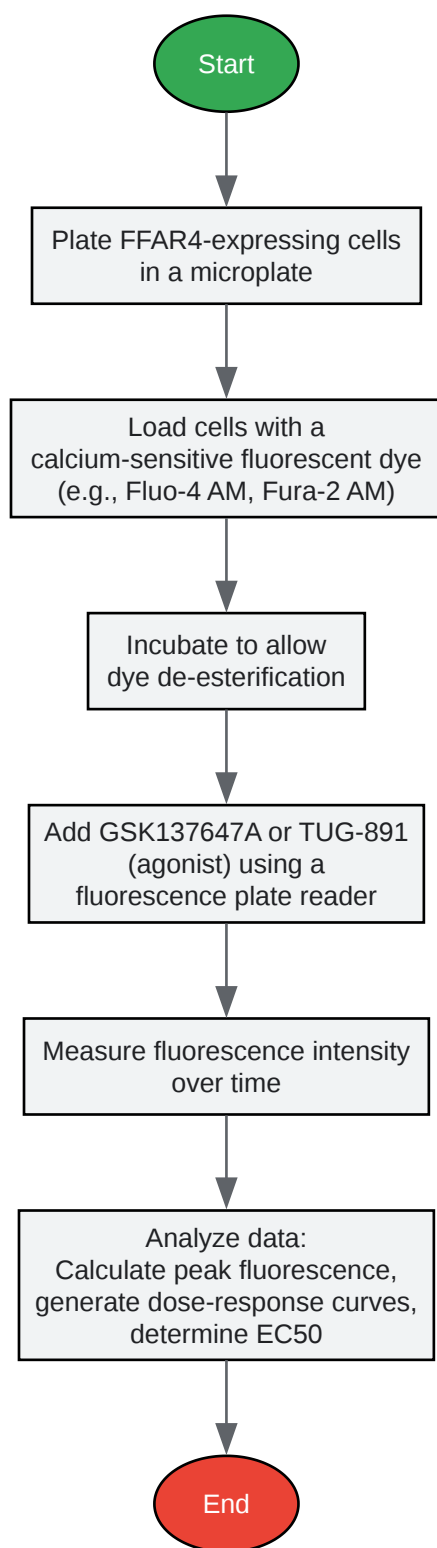 Start
Plate FFAR4-expressing cells
in a microplate
Load cells with a
calcium-sensitive fluorescent dye
(e.g., Fluo-4 AM, Fura-2 AM)
Incubate to allow
dye de-esterification
Add GSK137647A or TUG-891
(agonist) using a
fluorescence plate reader
Measure fluorescence intensity
over time
Analyze data:
Calculate peak fluorescence,
generate dose-response curves,
determine EC50
End